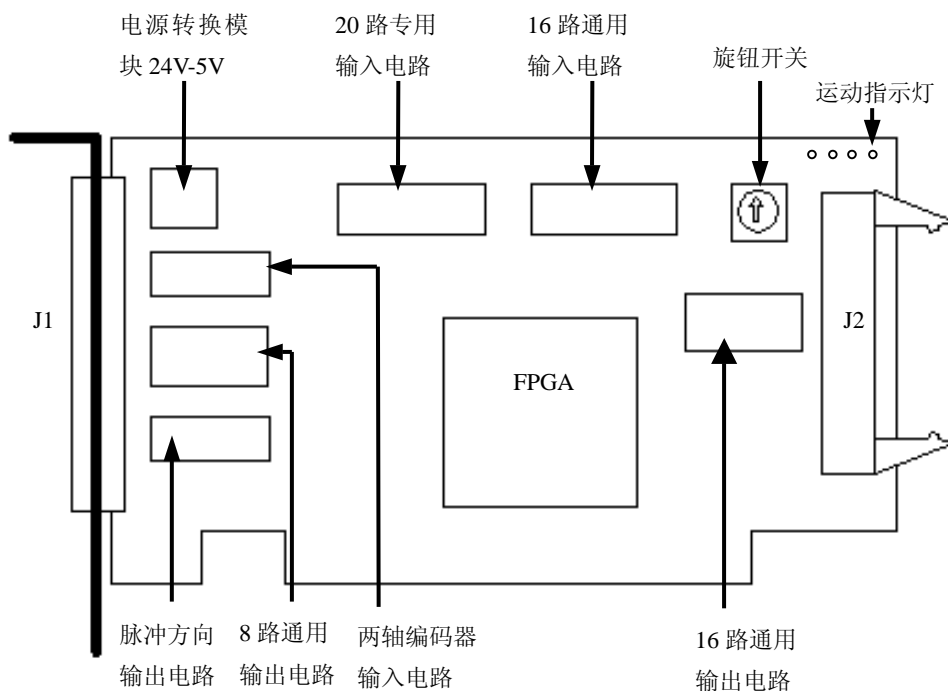 电源转换模
块 24V-5V
20 路专用
输入电路
16 路通用
输入电路
旋钮开关
运动指示灯
J1
J2
FPGA
脉冲方向
输出电路
8 路通用
输出电路
两轴编码器
输入电路
16 路通用
输出电路